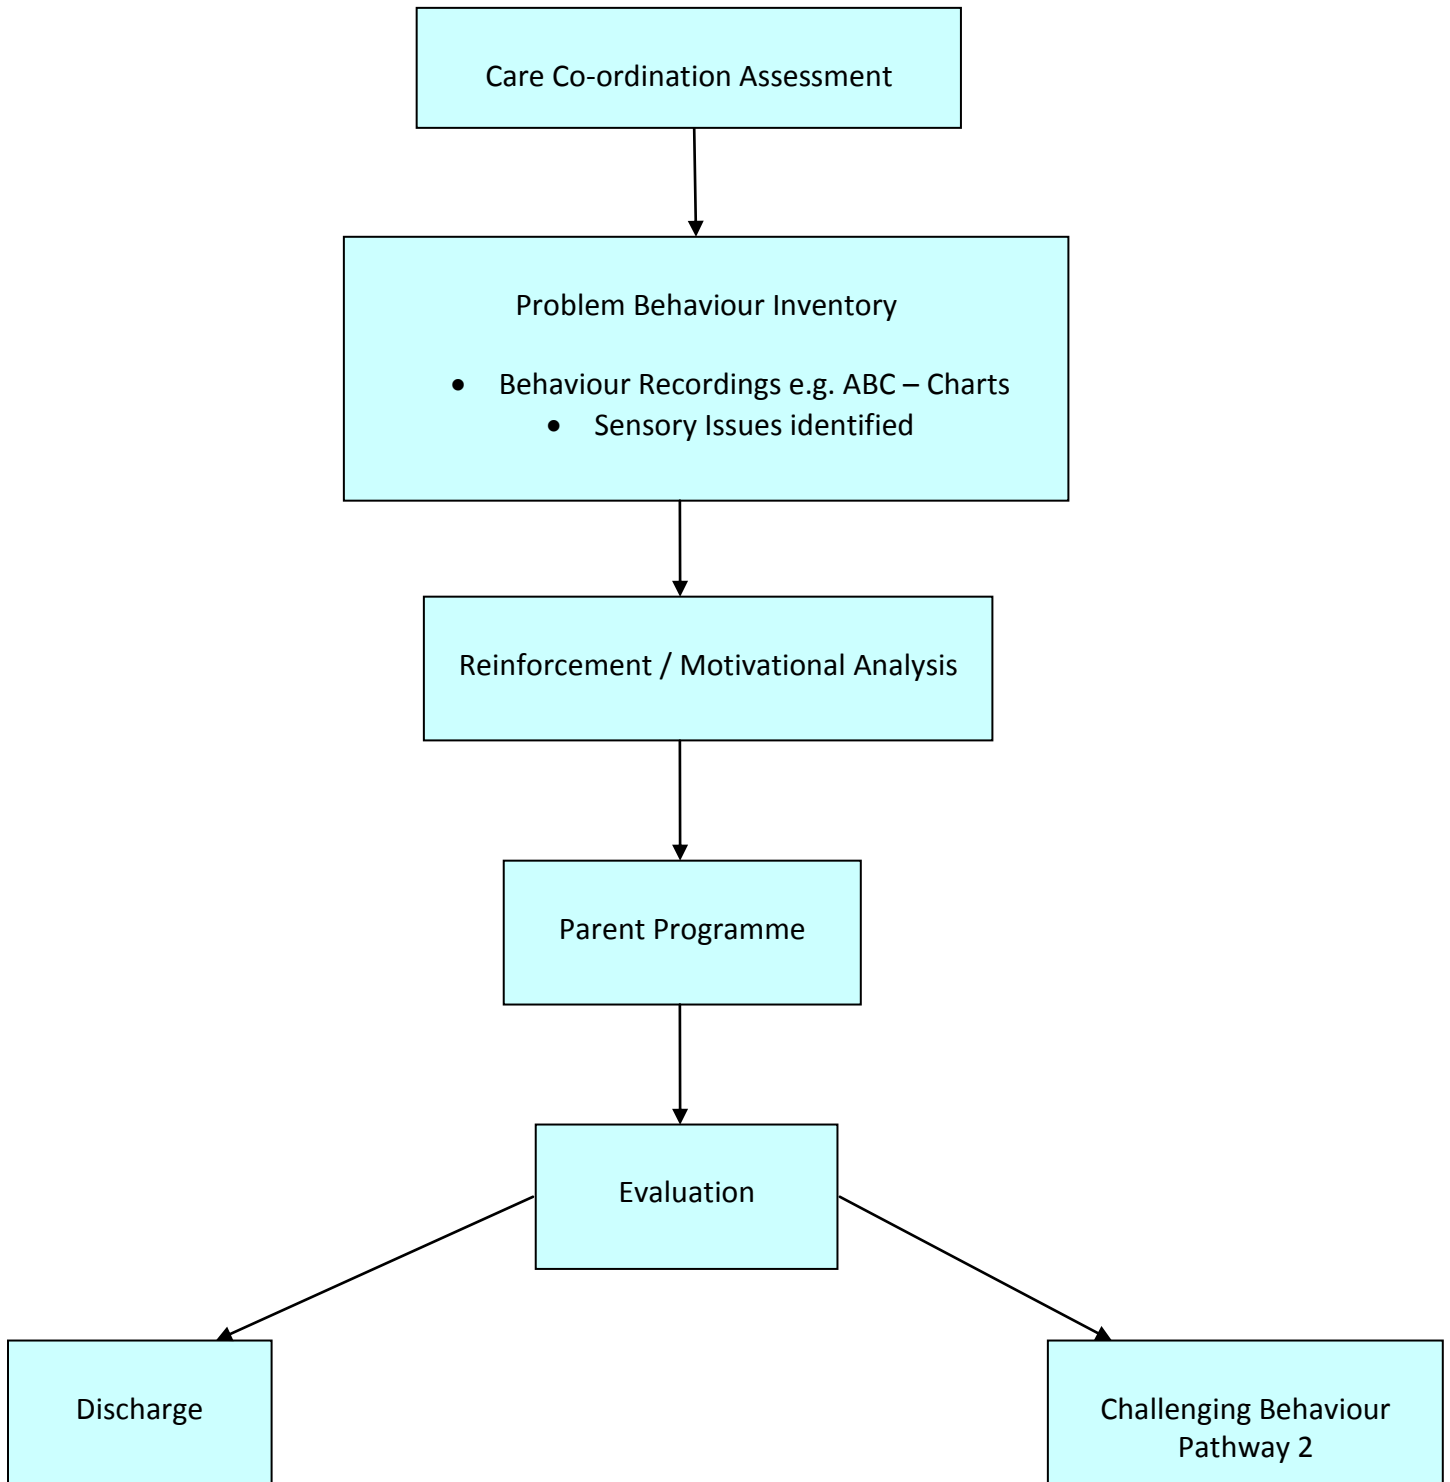 Care Co-ordination Assessment
Problem Behaviour Inventory
• Behaviour Recordings e.g. ABC – Charts
• Sensory Issues identified
Reinforcement / Motivational Analysis
Parent Programme
Evaluation
Discharge
Challenging Behaviour
Pathway 2